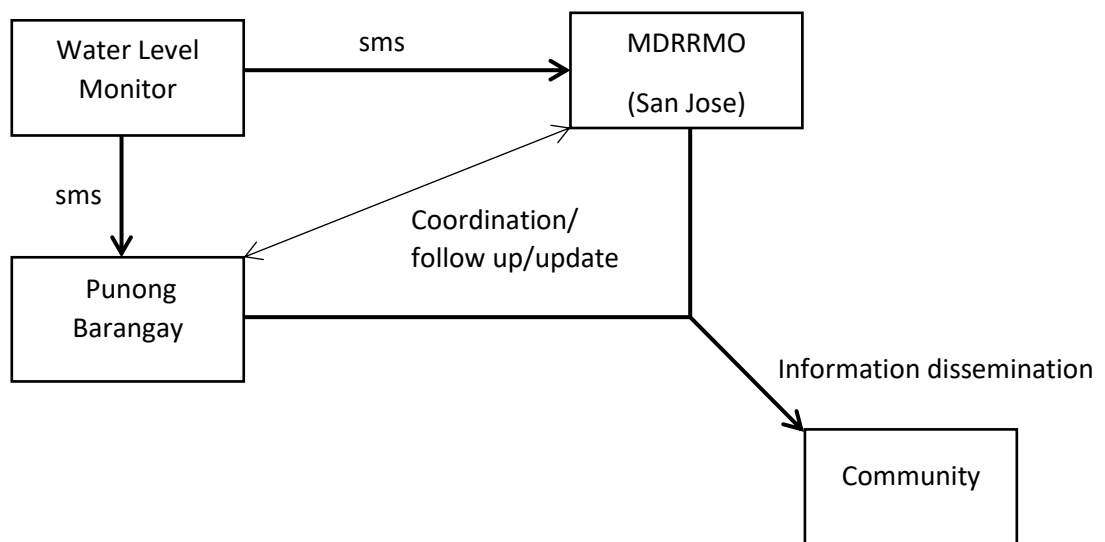 Water Level
Monitor
sms
MDRRMO
(San Jose)
sms
Coordination/
follow up/update
Punong
Barangay
Information dissemination
Community